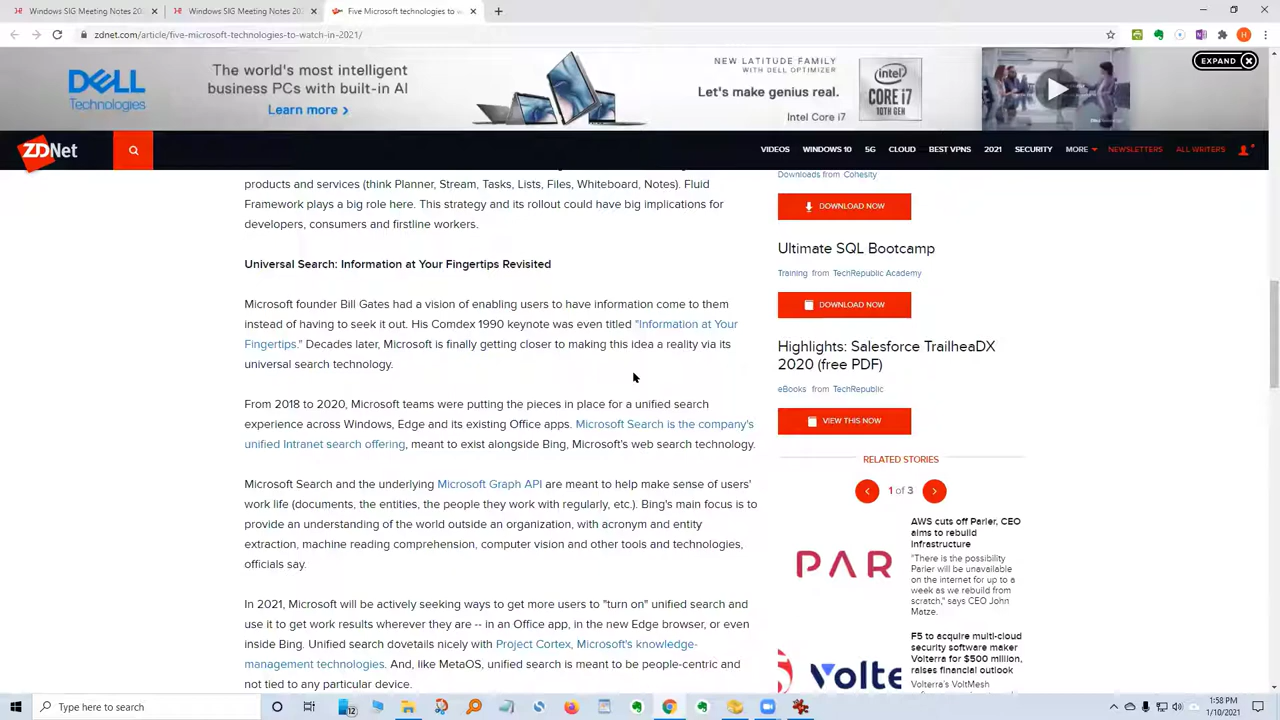 Windows SIG Meeting Notes 20
Windows SIG Meeting Notes 202
Five Microsoft technologies to wa
zdnet.com/article/five-microsoft-technologies-to-watch-in-2021/
H
DELL
Technologies
The world's most intelligent
business PCs with built-in AI
Learn more >
NEW LATITUDE FAMILY
WITH DELL OPTIMIZER
Let's make genius real.
Intel Core i7
intel
CORE i7
10TH GEN
EXPAND
ZDNet
VIDEOS WINDOWS 10 5G CLOUD BEST VPNS 2021 SECURITY MORE NEWSLETTERS ALL WRITERS
products and services (think Planner, Stream, Tasks, Lists, Files, Whiteboard, Notes). Fluid
Framework plays a big role here. This strategy and its rollout could have big implications for
developers, consumers and firstline workers.
Universal Search: Information at Your Fingertips Revisited
Microsoft founder Bill Gates had a vision of enabling users to have information come to them
instead of having to seek it out. His Comdex 1990 keynote was even titled "Information at Your
Fingertips." Decades later, Microsoft is finally getting closer to making this idea a reality via its
universal search technology.
From 2018 to 2020, Microsoft teams were putting the pieces in place for a unified search
experience across Windows, Edge and its existing Office apps. Microsoft Search is the company's
unified Intranet search offering, meant to exist alongside Bing, Microsoft's web search technology.
Microsoft Search and the underlying Microsoft Graph API are meant to help make sense of users'
work life (documents, the entities, the people they work with regularly, etc.). Bing's main focus is to
provide an understanding of the world outside an organization, with acronym and entity
extraction, machine reading comprehension, computer vision and other tools and technologies,
officials say.
In 2021, Microsoft will be actively seeking ways to get more users to "turn on" unified search and
use it to get work results wherever they are -- in an Office app, in the new Edge browser, or even
inside Bing. Unified search dovetails nicely with Project Cortex, Microsoft's knowledge-
management technologies. And, like MetaOS, unified search is meant to be people-centric and
not tied to any particular device.
Downloads from Cohesity
DOWNLOAD NOW
Ultimate SQL Bootcamp
Training from TechRepublic Academy
DOWNLOAD NOW
Highlights: Salesforce TrailheaDX
2020 (free PDF)
eBooks from TechRepublic
VIEW THIS NOW
RELATED STORIES
1 of 3
PAR
AWS cuts off Parler, CEO
aims to rebuild
infrastructure
"There is the possibility
Parler will be unavailable
on the internet for up to a
week as we rebuild from
scratch," says CEO John
Matze.
Volte
F5 to acquire multi-cloud
security software maker
Volterra for $500 million,
raises financial outlook
Volterra's VoltMesh
Type here to search
12
1:58 PM
1/10/2021